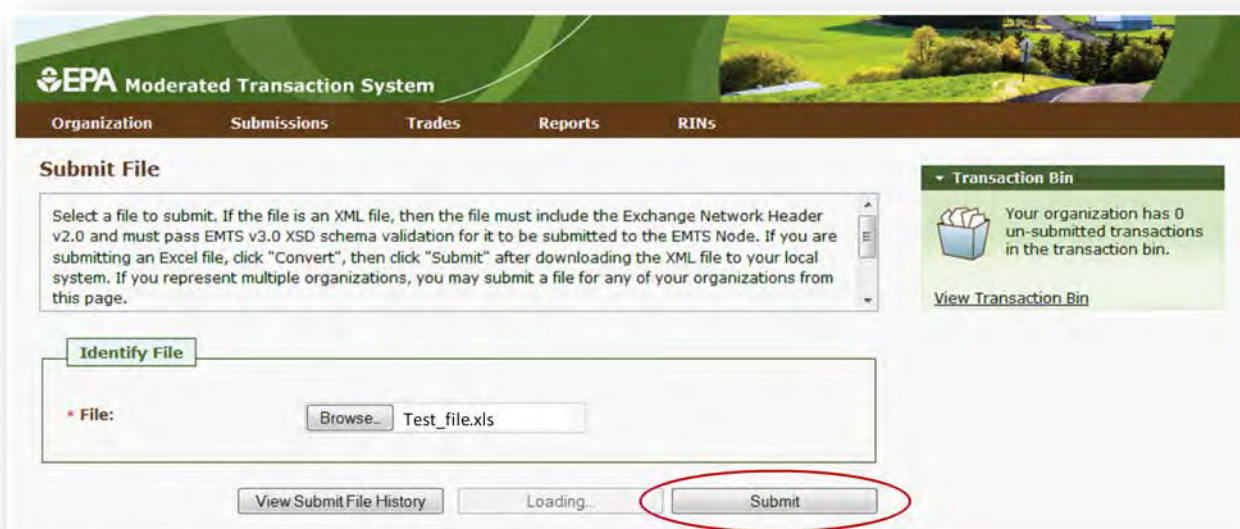 EPA Moderated Transaction System
Organization Submissions Trades Reports RINs
Submit File
Select a file to submit. If the file is an XML file, then the file must include the Exchange Network Header
v2.0 and must pass EMTS v3.0 XSD schema validation for it to be submitted to the EMTS Node. If you are
submitting an Excel file, click "Convert", then click "Submit" after downloading the XML file to your local
system. If you represent multiple organizations, you may submit a file for any of your organizations from
this page.
Transaction Bin
Your organization has 0
un-submitted transactions
in the transaction bin.
View Transaction Bin
Identify File
* File: Browse... Test_file.xls
View Submit File History Loading... Submit